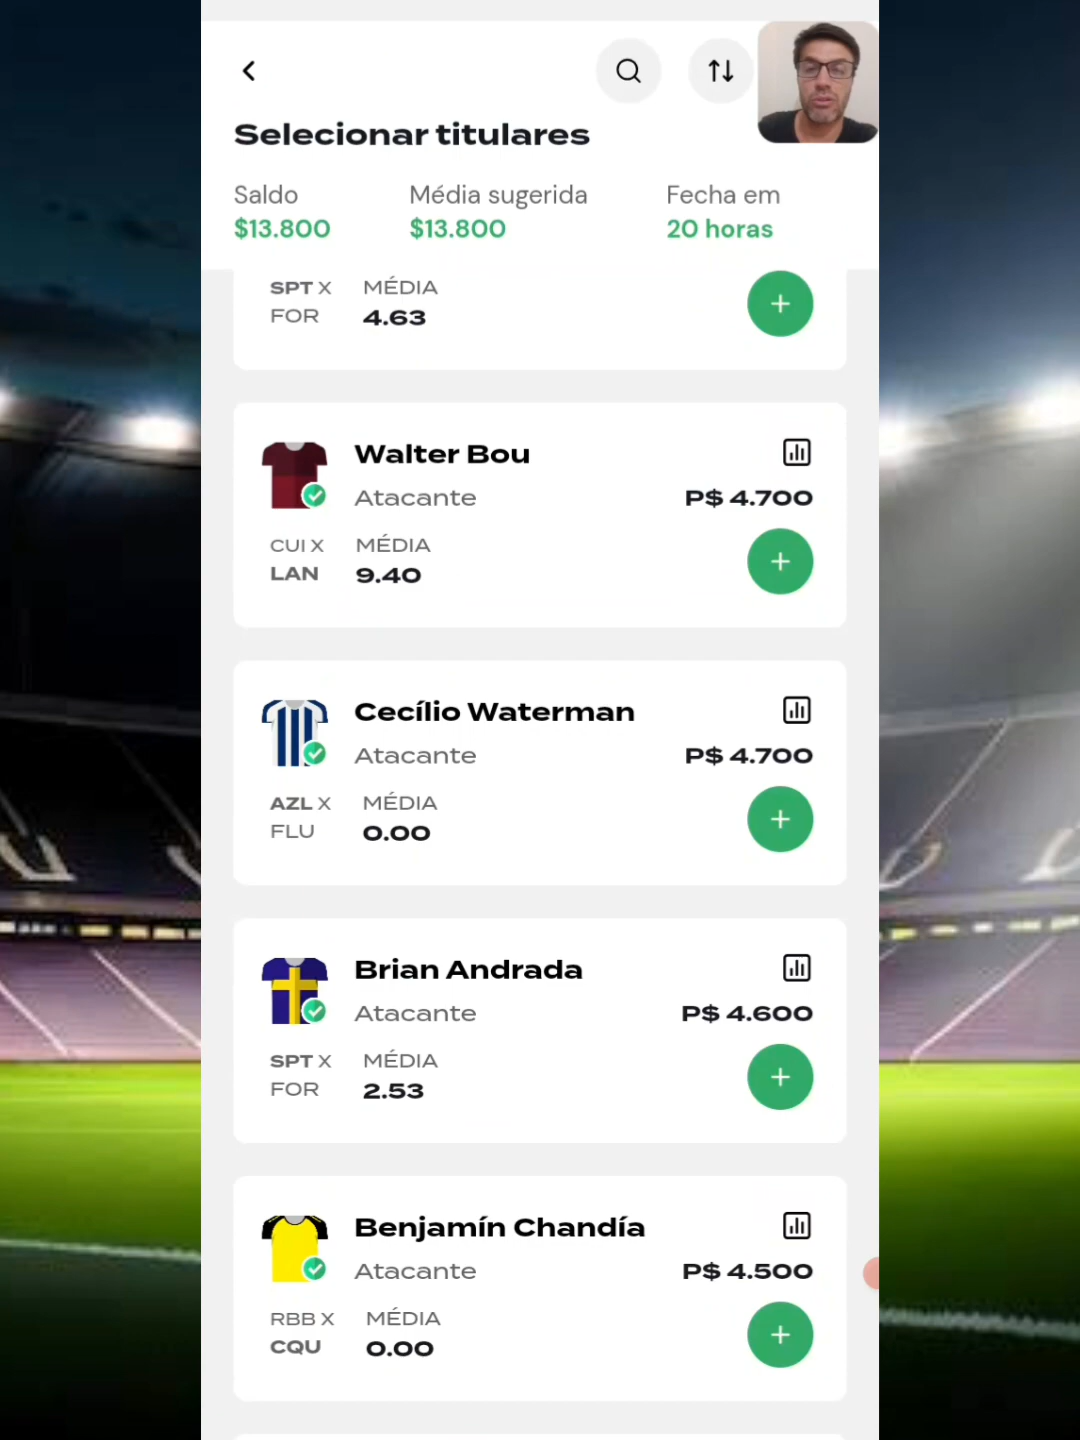 Selecionar titulares
Saldo
Média sugerida
Fecha em
$13.800
$13.800
20 horas
SPT X
MÉDIA
FOR
4.63
Walter Bou
Atacante
P$ 4.700
CUI X
MÉDIA
LAN
9.40
Cecílio Waterman
Atacante
P$ 4.700
AZL X
MÉDIA
FLU
0.00
Brian Andrada
Atacante
P$ 4.600
SPT X
MÉDIA
FOR
2.53
Benjamín Chandía
Atacante
P$ 4.500
RBB X
MÉDIA
CQU
0.00